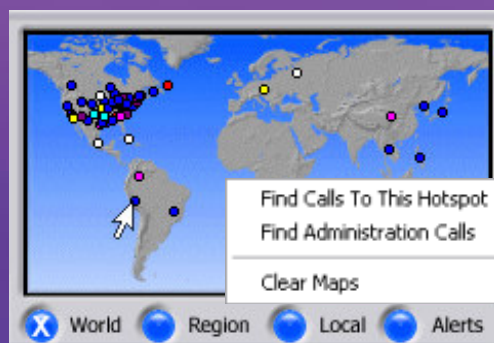 Find Calls To This Hotspot
Find Administration Calls
Clear Maps
X World Region Local Alerts